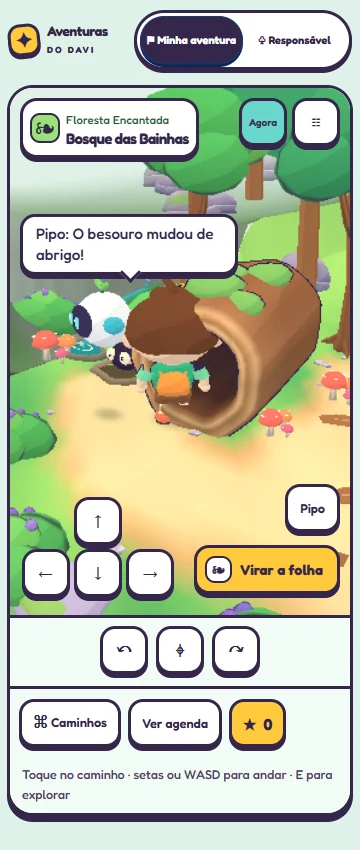 Aventuras
DO DAVI
Minha aventura
Responsável
Floresta Encantada
Bosque das Bainhas
Agora
Pipo: O besouro mudou de
abrigo!
Pipo
Virar a folha
Caminhos
Ver agenda
★ 0
Toque no caminho · setas ou WASD para andar · E para
explorar